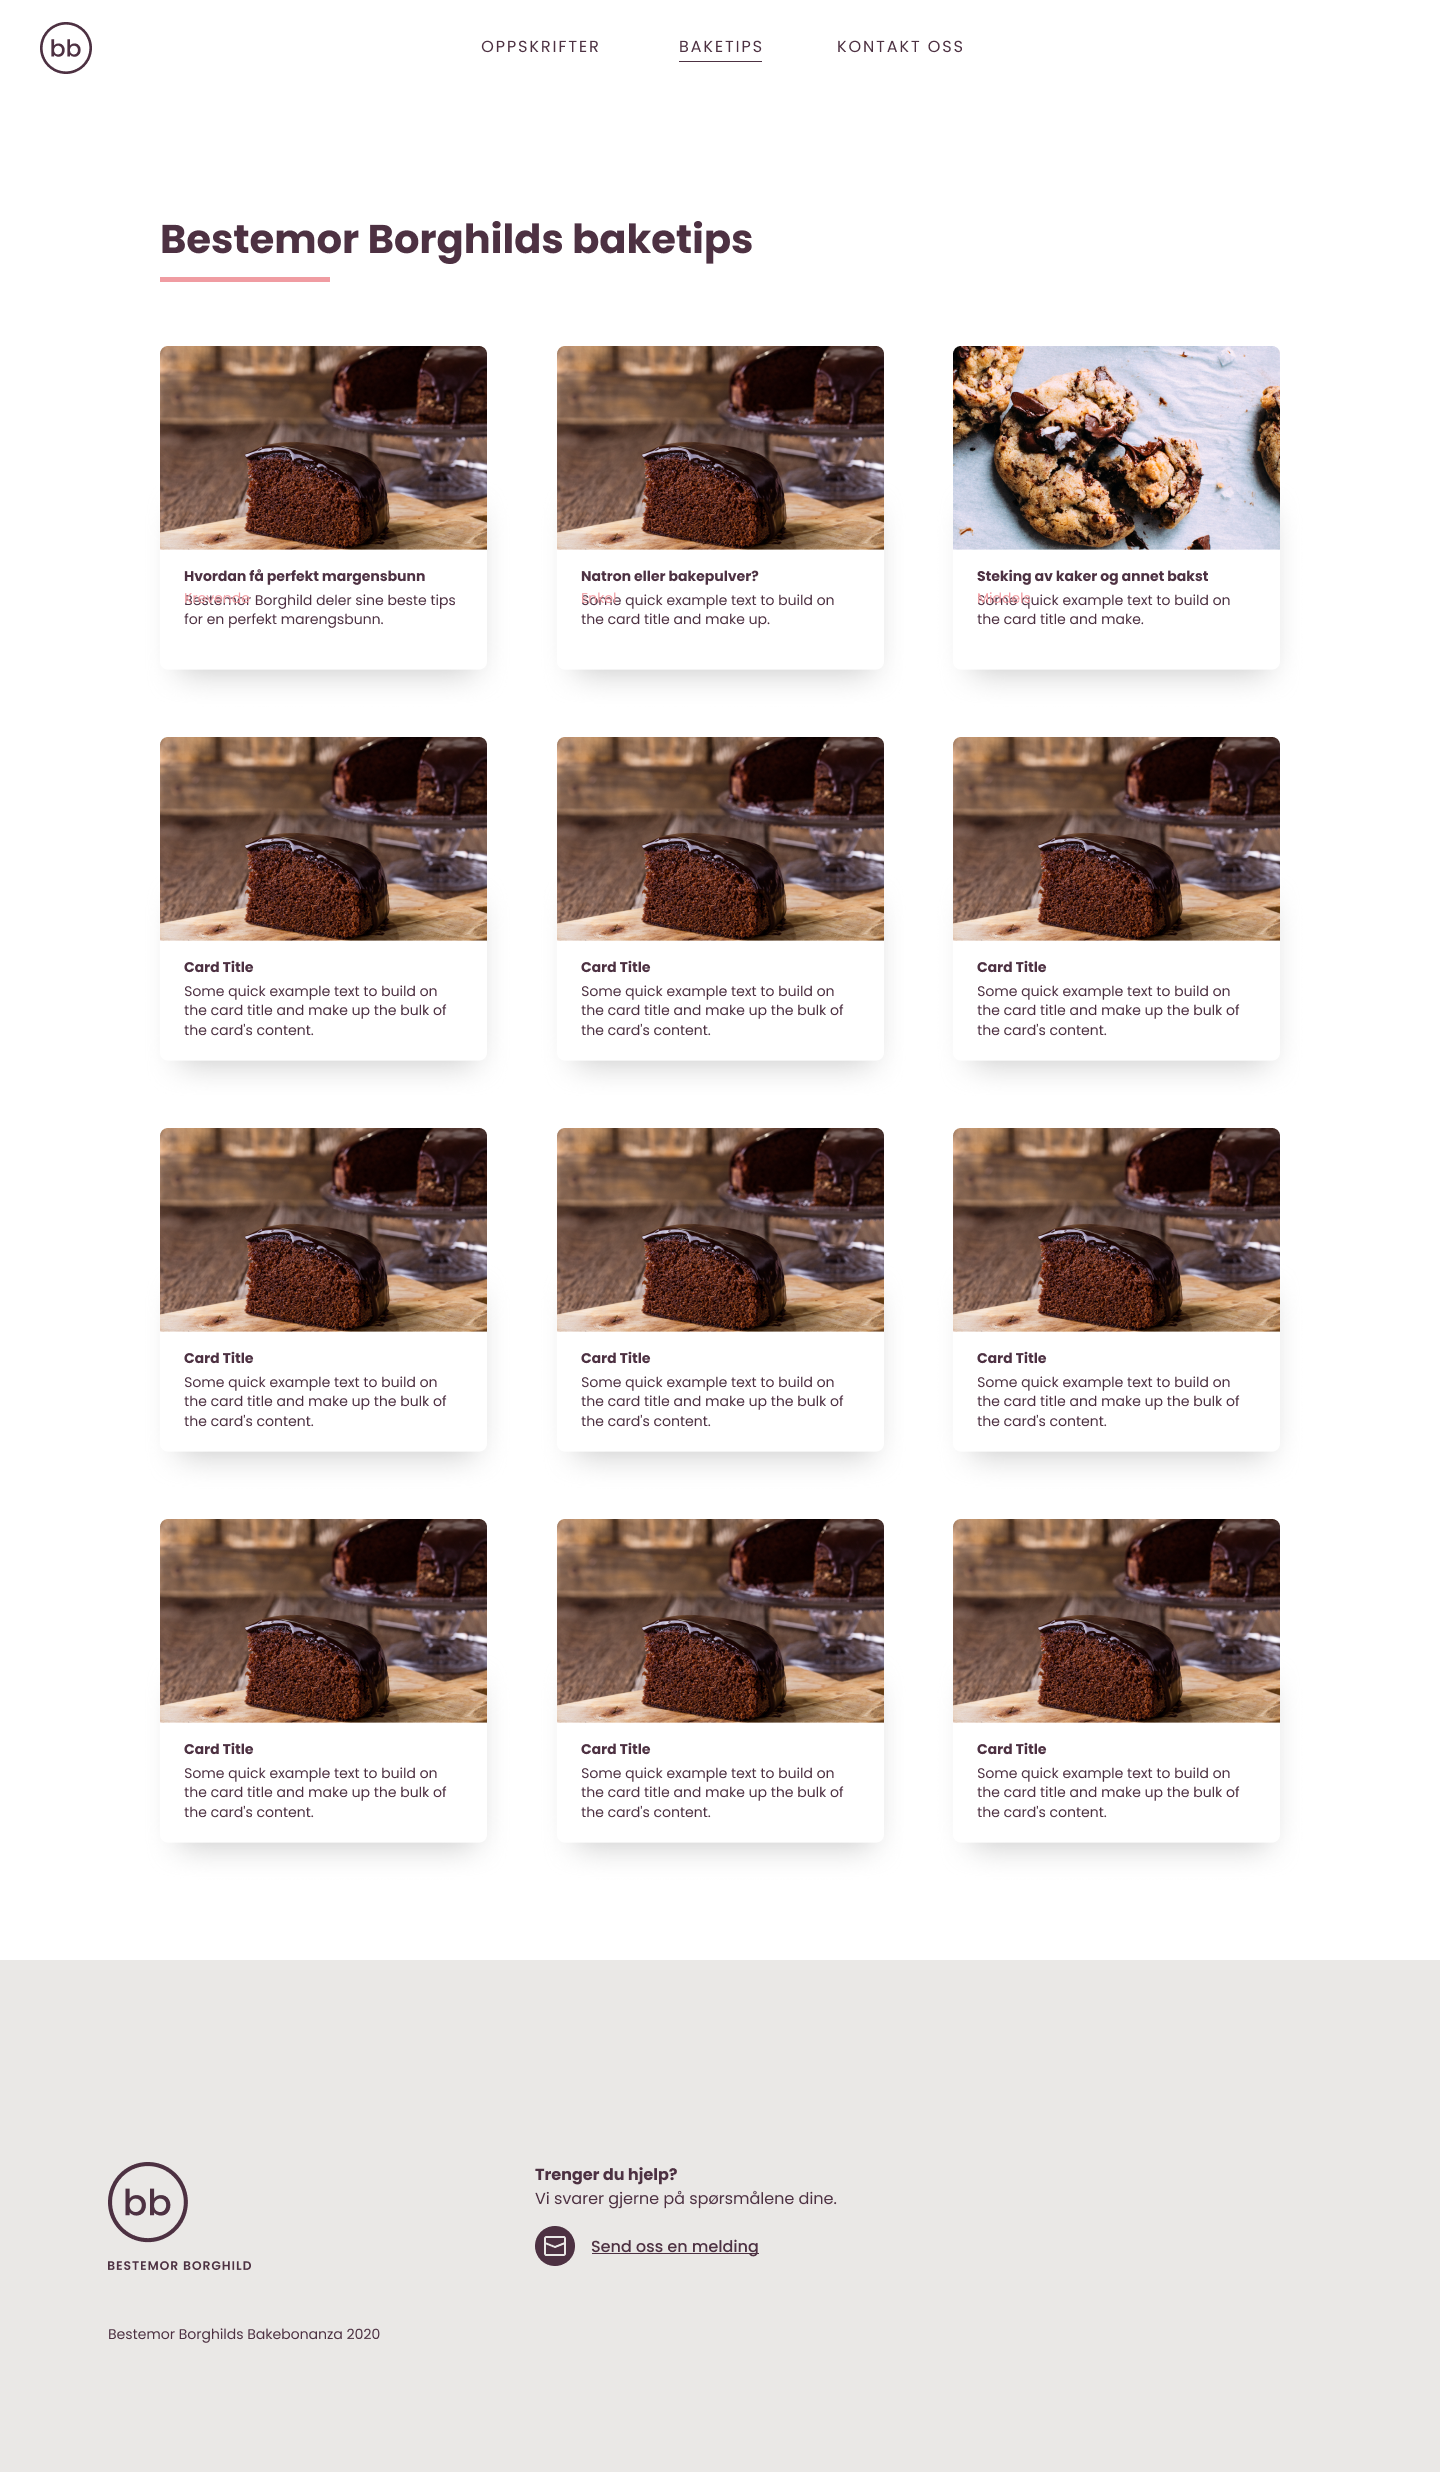 bb
OPPSKRIFTER BAKETIPS KONTAKT OSS
Bestemor Borghilds baketips
Hvordan få perfekt margensbunn
Krevende
Bestemor Borghild deler sine beste tips
for en perfekt marengsbunn.
Natron eller bakepulver?
Enkel
Some quick example text to build on
the card title and make up.
Steking av kaker og annet bakst
Middels
Some quick example text to build on
the card title and make.
Card Title
Some quick example text to build on
the card title and make up the bulk of
the card's content.
Card Title
Some quick example text to build on
the card title and make up the bulk of
the card's content.
Card Title
Some quick example text to build on
the card title and make up the bulk of
the card's content.
Card Title
Some quick example text to build on
the card title and make up the bulk of
the card's content.
Card Title
Some quick example text to build on
the card title and make up the bulk of
the card's content.
Card Title
Some quick example text to build on
the card title and make up the bulk of
the card's content.
Card Title
Some quick example text to build on
the card title and make up the bulk of
the card's content.
Card Title
Some quick example text to build on
the card title and make up the bulk of
the card's content.
Card Title
Some quick example text to build on
the card title and make up the bulk of
the card's content.
bb
BESTEMOR BORGHILD
Bestemor Borghilds Bakebonanza 2020
Trenger du hjelp?
Vi svarer gjerne på spørsmålene dine.
Send oss en melding